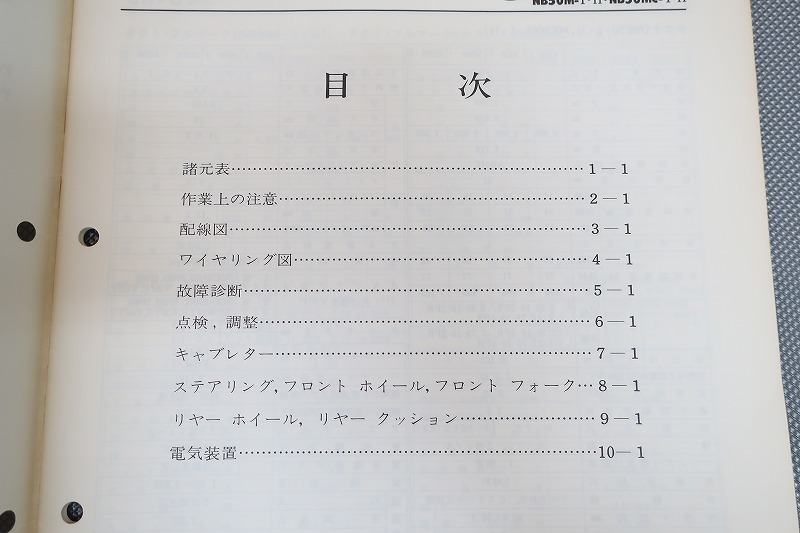 NB50M-I·II·NB50MC-I·II
目 次
諸元表……………………………………………………1—1
作業上の注意……………………………………………2—1
配線図……………………………………………………3—1
ワイヤリング図…………………………………………4—1
故障診断…………………………………………………5—1
点検，調整………………………………………………6—1
キャブレター……………………………………………7—1
ステアリング，フロント ホイール，フロント フォーク…8—1
リヤー ホイール，リヤー クッション…………………9—1
電気装置…………………………………………………10—1